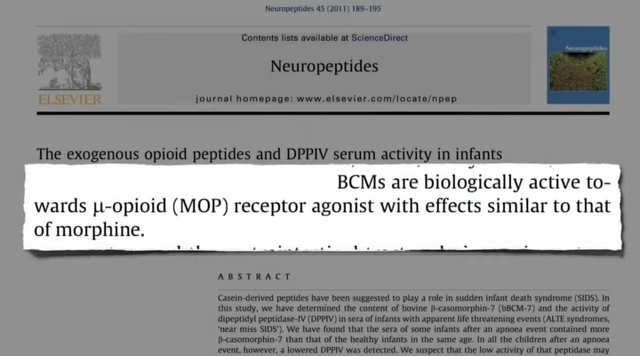 Neuropeptides 45 (2011) 189–195
Contents lists available at ScienceDirect
Neuropeptides
journal homepage: www.elsevier.com/locate/npep
ELSEVIER
Neuropeptides
The exogenous opioid peptides and DPPIV serum activity in infants
BCMs are biologically active to-
wards μ-opioid (MOP) receptor agonist with effects similar to that
of morphine.
ABSTRACT
Casein-derived peptides have been suggested to play a role in sudden infant death syndrome (SIDS). In
this study, we have determined the content of bovine β-casomorphin-7 (bBCM-7) and the activity of
dipeptidyl peptidase-IV (DPPIV) in sera of infants with apparent life threatening events (ALTE syndromes,
'near miss SIDS'). We have found that the sera of some infants after an apnoea event contained more
β-casomorphin-7 than that of the healthy infants in the same age. In all the children after an apnoea
event, however, a lowered DPPIV was detected. We suspect that the low activity of that peptidase may